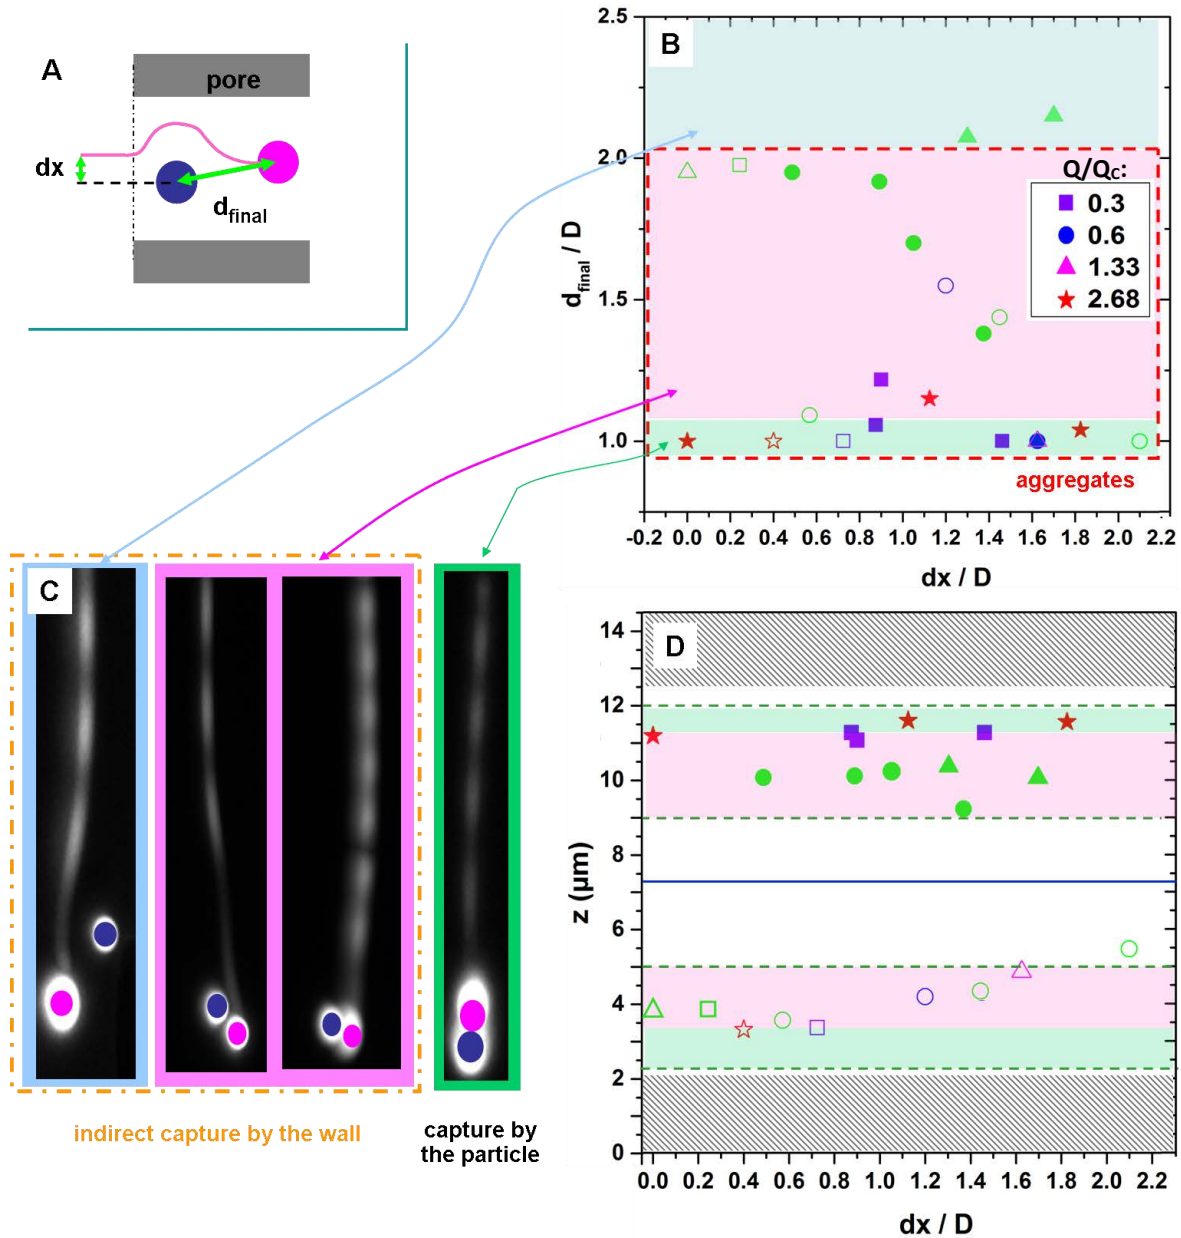 A
pore
dx
d_final
B
2.5
2.0
1.5
1.0
d_final / D
Q/Q_C:
0.3
0.6
1.33
2.68
aggregates
-0.2 0.0 0.2 0.4 0.6 0.8 1.0 1.2 1.4 1.6 1.8 2.0 2.2
dx / D
C
indirect capture by the wall
capture by
the particle
D
14
12
10
8
6
4
2
0
z (µm)
0.0 0.2 0.4 0.6 0.8 1.0 1.2 1.4 1.6 1.8 2.0 2.2
dx / D